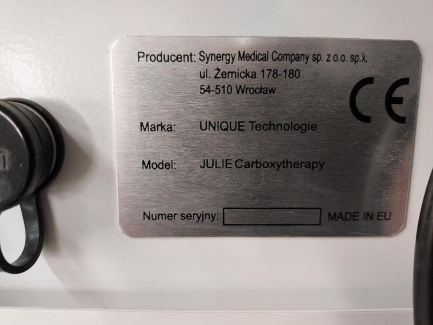 Producent: Synergy Medical Company sp. z o.o. sp.k.
ul. Żernicka 178-180
54-510 Wrocław
CE
Marka: UNIQUE Technologie
Model: JULIE Carboxytherapy
Numer seryjny: MADE IN EU